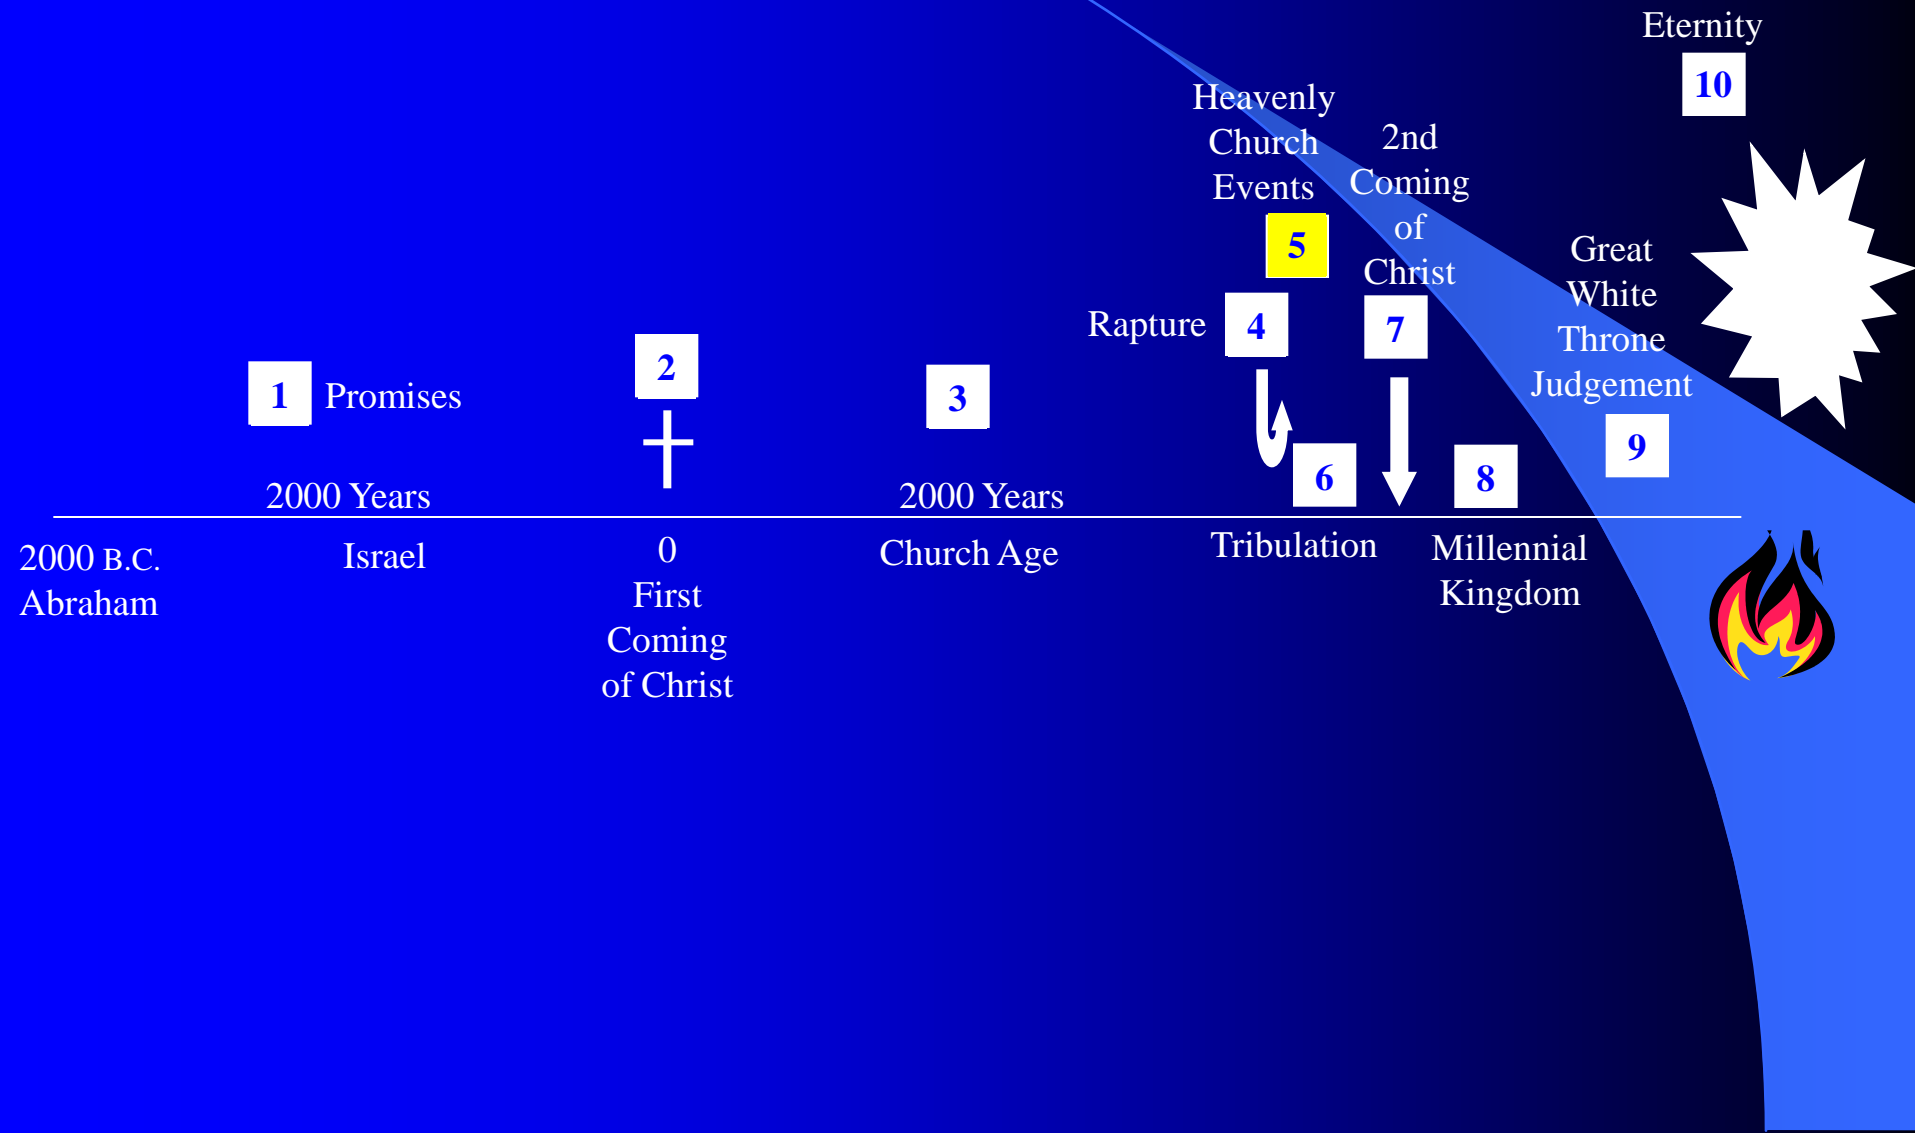 Eternity
10
Heavenly
Church
Events
5
2nd
Coming
of
Christ
7
Great
White
Throne
Judgement
9
Rapture
4
1
Promises
2
3
6
8
2000 Years
2000 Years
2000 B.C.
Abraham
Israel
0
First
Coming
of Christ
Church Age
Tribulation
Millennial
Kingdom